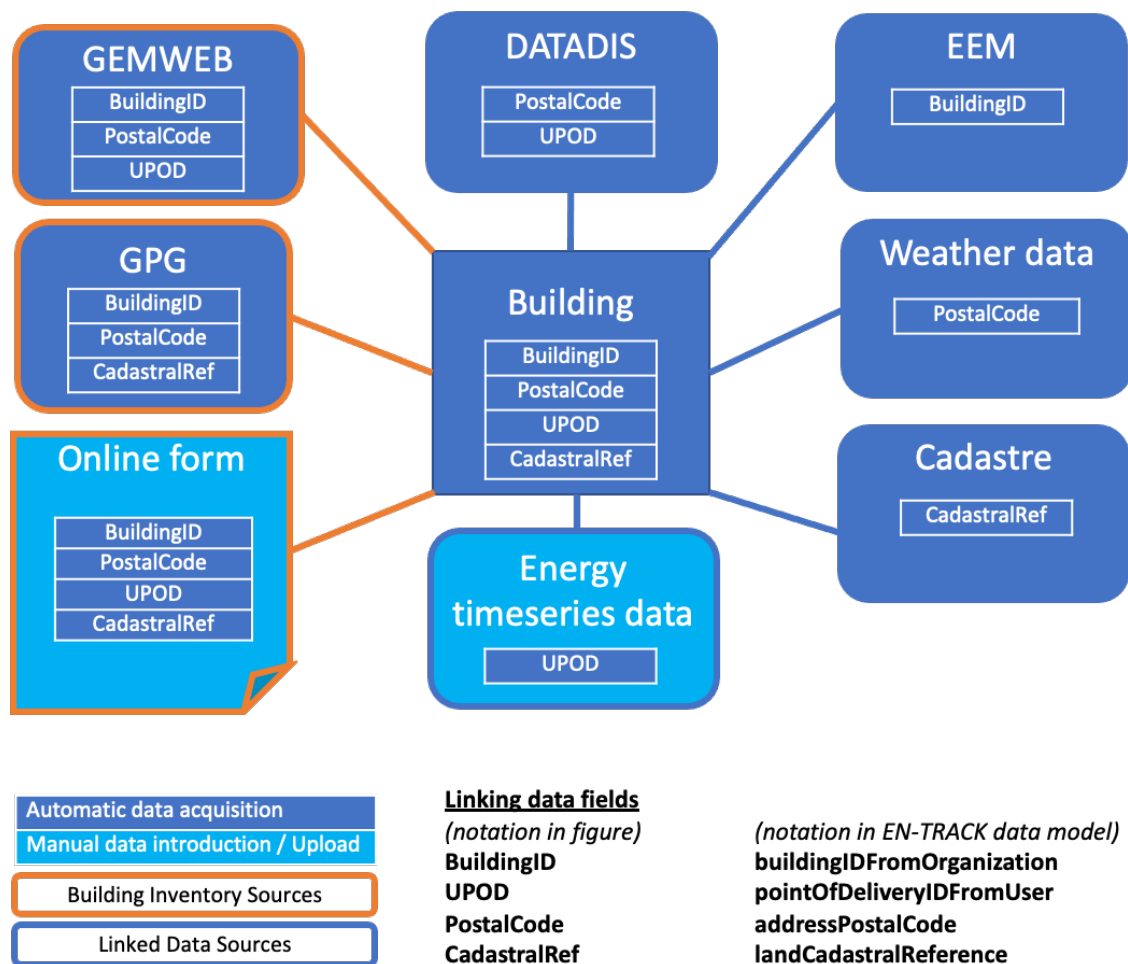 GEMWEB
BuildingID
PostalCode
UPOD
DATADIS
PostalCode
UPOD
EEM
BuildingID
GPG
BuildingID
PostalCode
CadastralRef
Building
BuildingID
PostalCode
UPOD
CadastralRef
Weather data
PostalCode
Online form
BuildingID
PostalCode
UPOD
CadastralRef
Energy
timeseries data
UPOD
Cadastre
CadastralRef
Automatic data acquisition
Manual data introduction / Upload
Building Inventory Sources
Linked Data Sources
Linking data fields
(notation in figure) (notation in EN-TRACK data model)
BuildingID buildingIDFromOrganization
UPOD pointOfDeliveryIDFromUser
PostalCode addressPostalCode
CadastralRef landCadastralReference